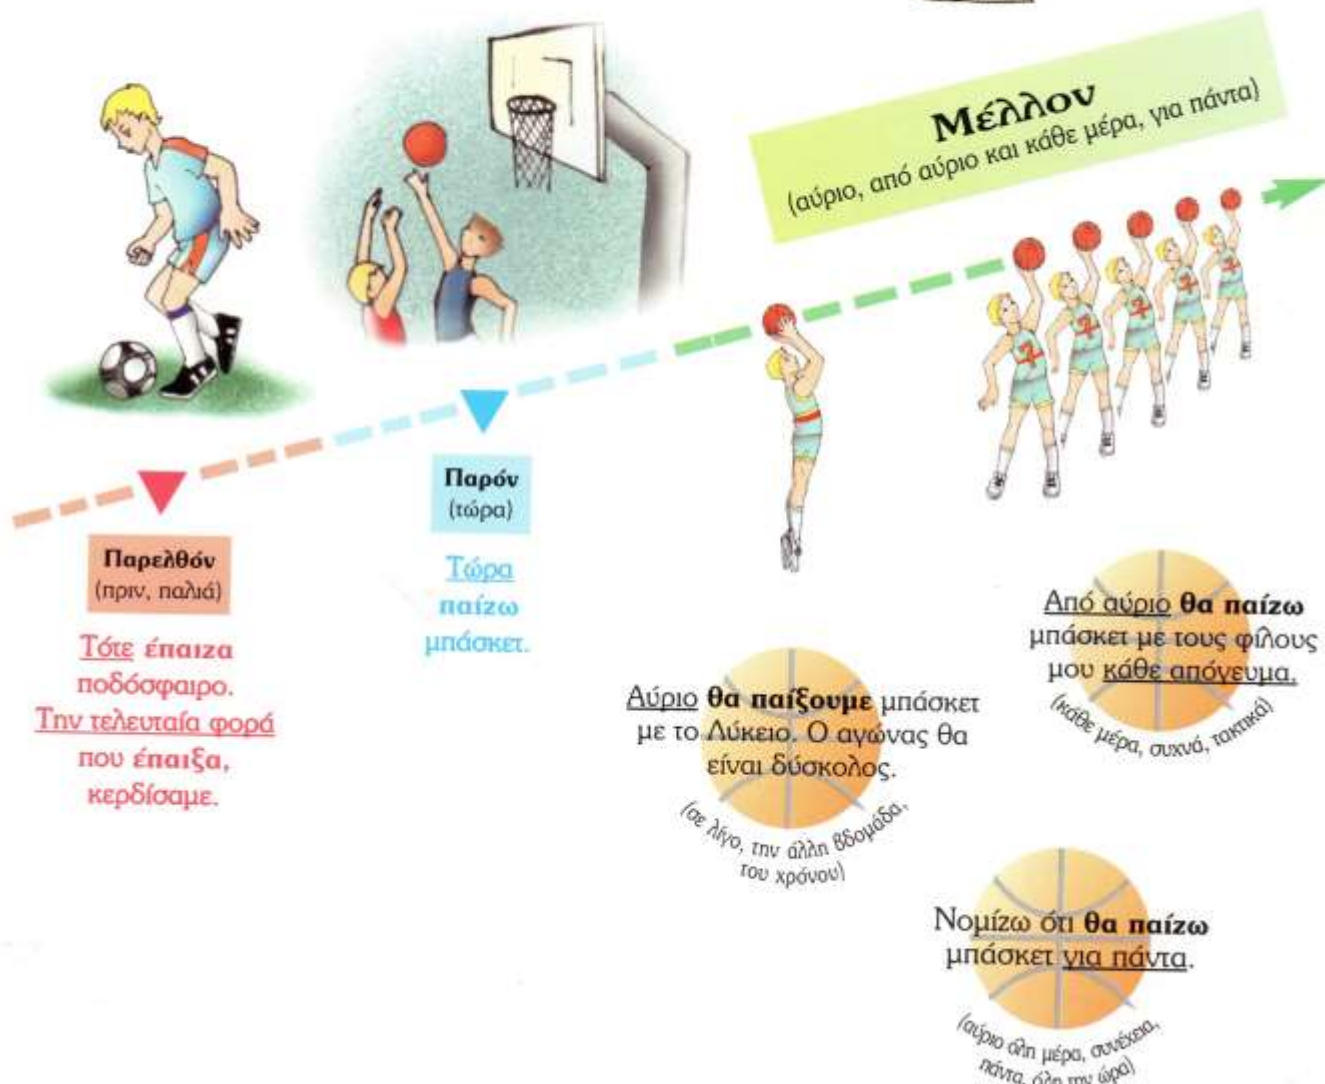 Μέλλον
(αύριο, από αύριο και κάθε μέρα, για πάντα)
Παρόν
(τώρα)
Παρελθόν
(πριν, παλιά)
Τώρα
παίζω
μπάσκετ.
Τότε έπαιζα
ποδόσφαιρο.
Την τελευταία φορά
που έπαιξα,
κερδίσαμε.
Από αύριο θα παίζω
μπάσκετ με τους φίλους
μου κάθε απόγευμα.
(κάθε μέρα, συχνά, τακτικά)
Αύριο θα παίξουμε μπάσκετ
με το Λύκειο. Ο αγώνας θα
είναι δύσκολος.
(σε λίγο, την άλλη βδομάδα,
του χρόνου)
Νομίζω ότι θα παίζω
μπάσκετ για πάντα.
(αύριο όλη μέρα, συνέχεια,
πάντα, όλη την ώρα)